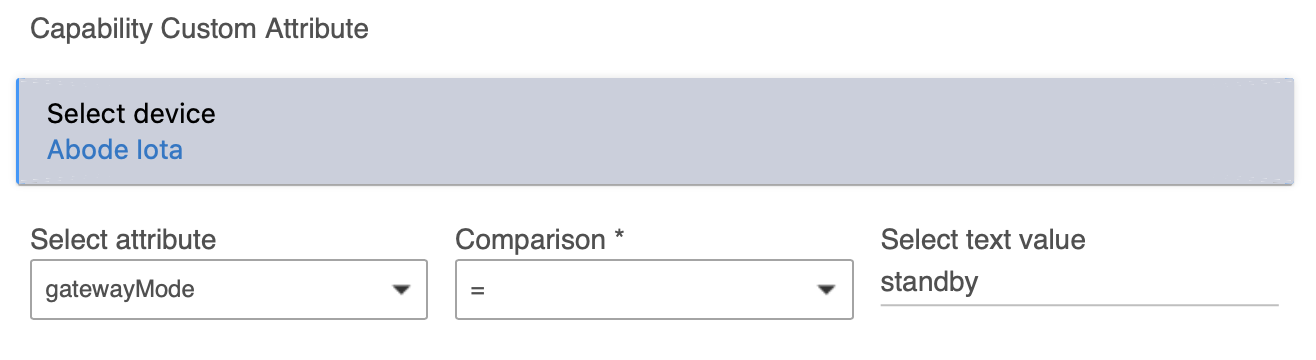 Capability Custom Attribute
Select device
Abode Iota
Select attribute
gatewayMode
Comparison *
=
Select text value
standby